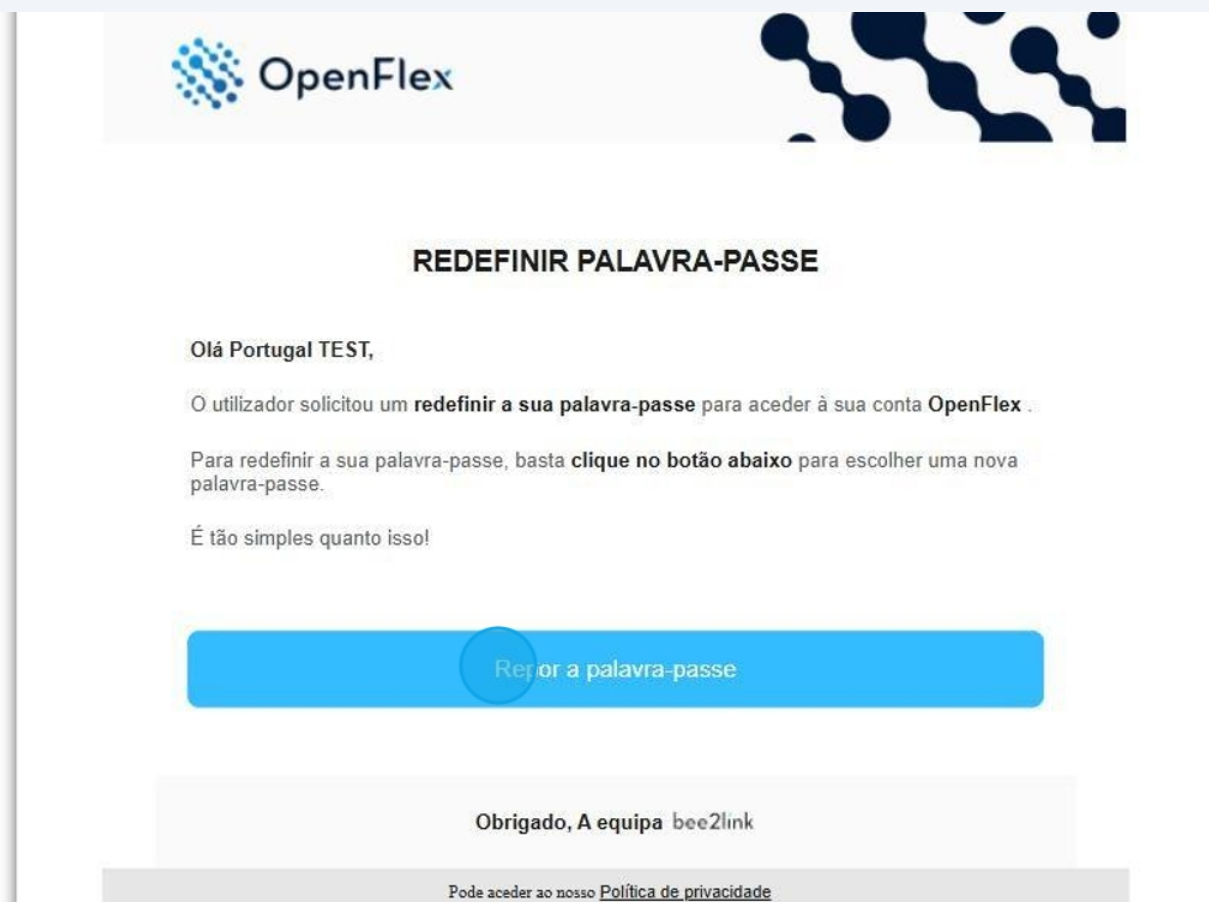 OpenFlex
REDEFINIR PALAVRA-PASSE
Olá Portugal TEST,
O utilizador solicitou um redefinir a sua palavra-passe para aceder à sua conta OpenFlex .
Para redefinir a sua palavra-passe, basta clique no botão abaixo para escolher uma nova
palavra-passe.
É tão simples quanto isso!
Repor a palavra-passe
Obrigado, A equipa bee2link
Pode aceder ao nosso Política de privacidade